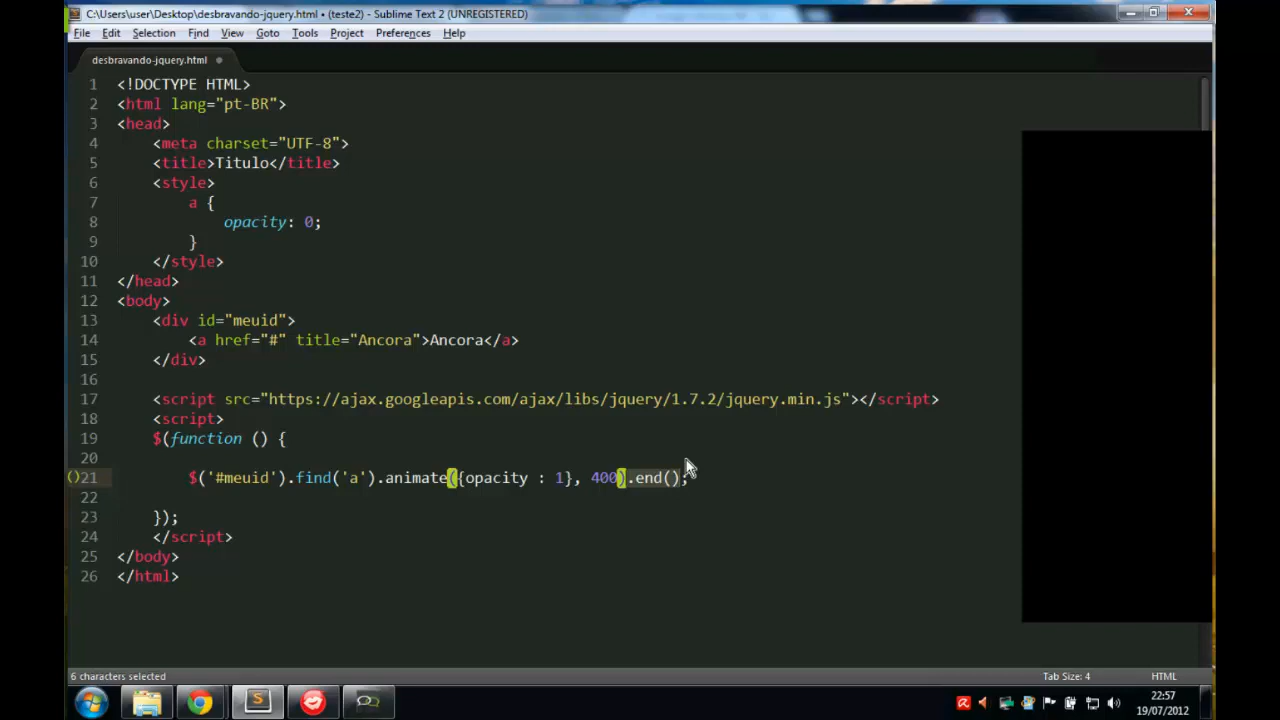 C:\Users\user\Desktop\desbravando-jquery.html • (teste2) - Sublime Text 2 (UNREGISTERED)
File Edit Selection Find View Goto Tools Project Preferences Help
desbravando-jquery.html
1 <!DOCTYPE HTML>
2 <html lang="pt-BR">
3 <head>
4 <meta charset="UTF-8">
5 <title>Titulo</title>
6 <style>
7 a {
8 opacity: 0;
9 }
10 </style>
11 </head>
12 <body>
13 <div id="meuid">
14 <a href="#" title="Ancora">Ancora</a>
15 </div>
16
17 <script src="https://ajax.googleapis.com/ajax/libs/jquery/1.7.2/jquery.min.js"></script>
18 <script>
19 $(function () {
20
()21 $('#meuid').find('a').animate({opacity : 1}, 400).end();
22
23 });
24 </script>
25 </body>
26 </html>
6 characters selected Tab Size: 4 HTML
22:57
19/07/2012